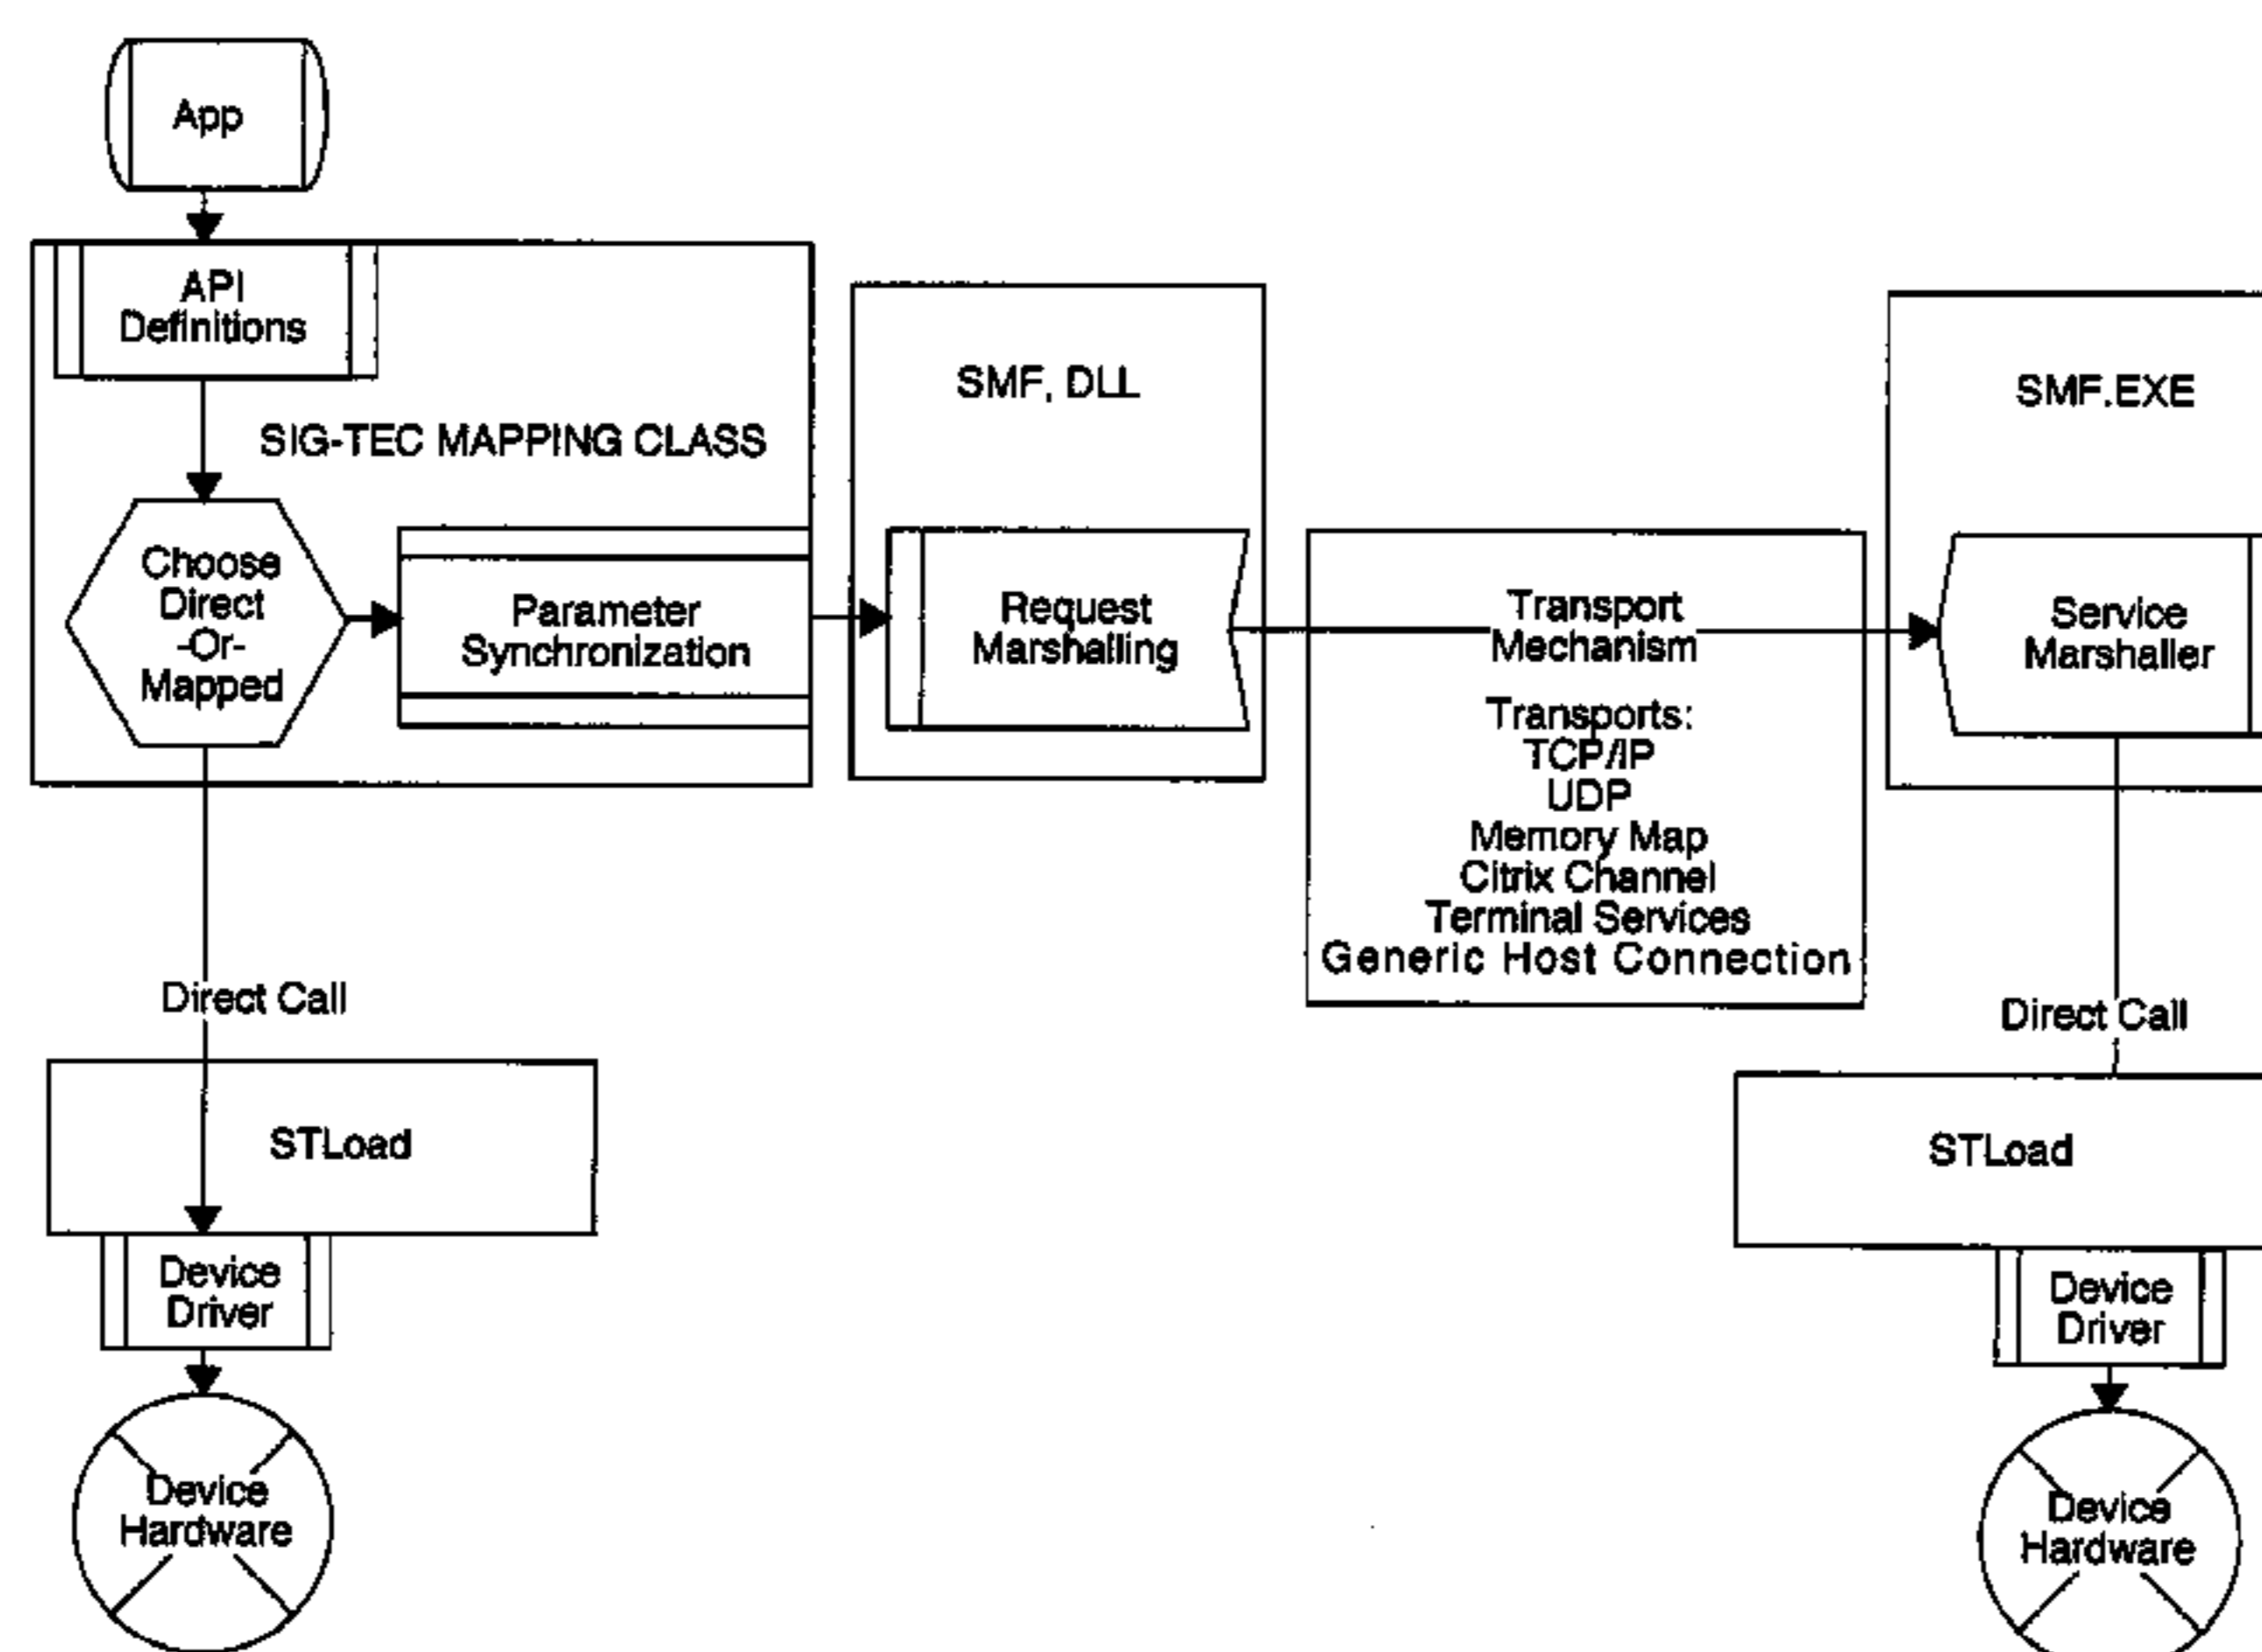 App
API
Definitions
SIG-TEC MAPPING CLASS
Choose
Direct
-Or-
Mapped
Parameter
Synchronization
SMF, DLL
Request
Marshalling
Transport
Mechanism
Transports:
TCP/IP
UDP
Memory Map
Citrix Channel
Terminal Services
Generic Host Connection
SMF.EXE
Service
Marshaller
Direct Call
STLoad
Device
Driver
Device
Hardware
Direct Call
STLoad
Device
Driver
Device
Hardware